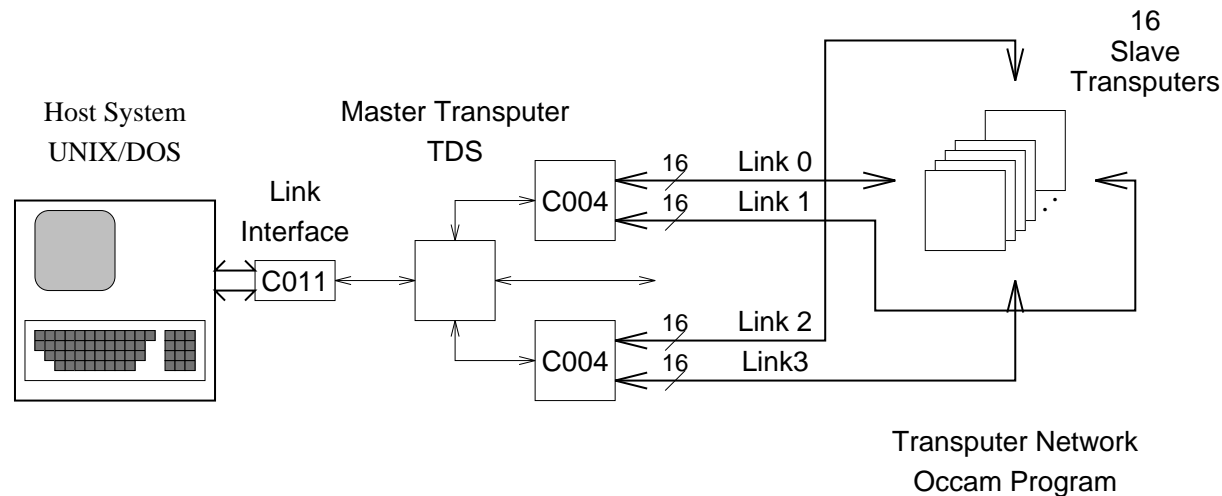 16
Slave
Transputers
Host System
UNIX/DOS
Master Transputer
TDS
Link
Interface
C011
C004
16
Link 0
16
Link 1
C004
16
Link 2
16
Link3
Transputer Network
Occam Program